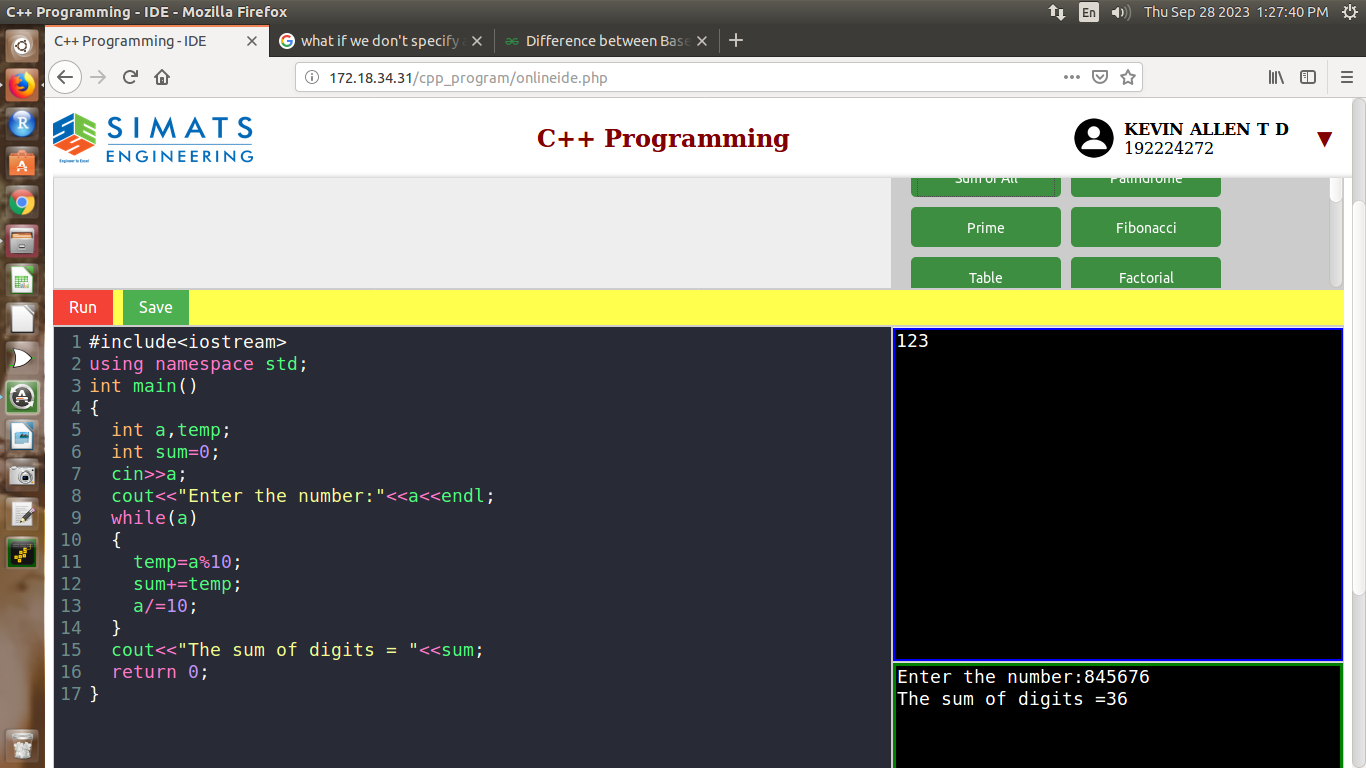 C++ Programming - IDE - Mozilla Firefox
En
Thu Sep 28 2023 1:27:40 PM
C++ Programming - IDE
what if we don't specify
Difference between Base
172.18.34.31/cpp_program/onlineide.php
SIMATS
ENGINEERING
Engineer to Excel
C++ Programming
KEVIN ALLEN T D
192224272
Sum of All
Palindrome
Prime
Fibonacci
Table
Factorial
Run
Save
1 #include<iostream>
2 using namespace std;
3 int main()
4 {
5   int a,temp;
6   int sum=0;
7   cin>>a;
8   cout<<"Enter the number:"<<a<<endl;
9   while(a)
10   {
11     temp=a%10;
12     sum+=temp;
13     a/=10;
14   }
15   cout<<"The sum of digits = "<<sum;
16   return 0;
17 }
123
Enter the number:845676
The sum of digits =36